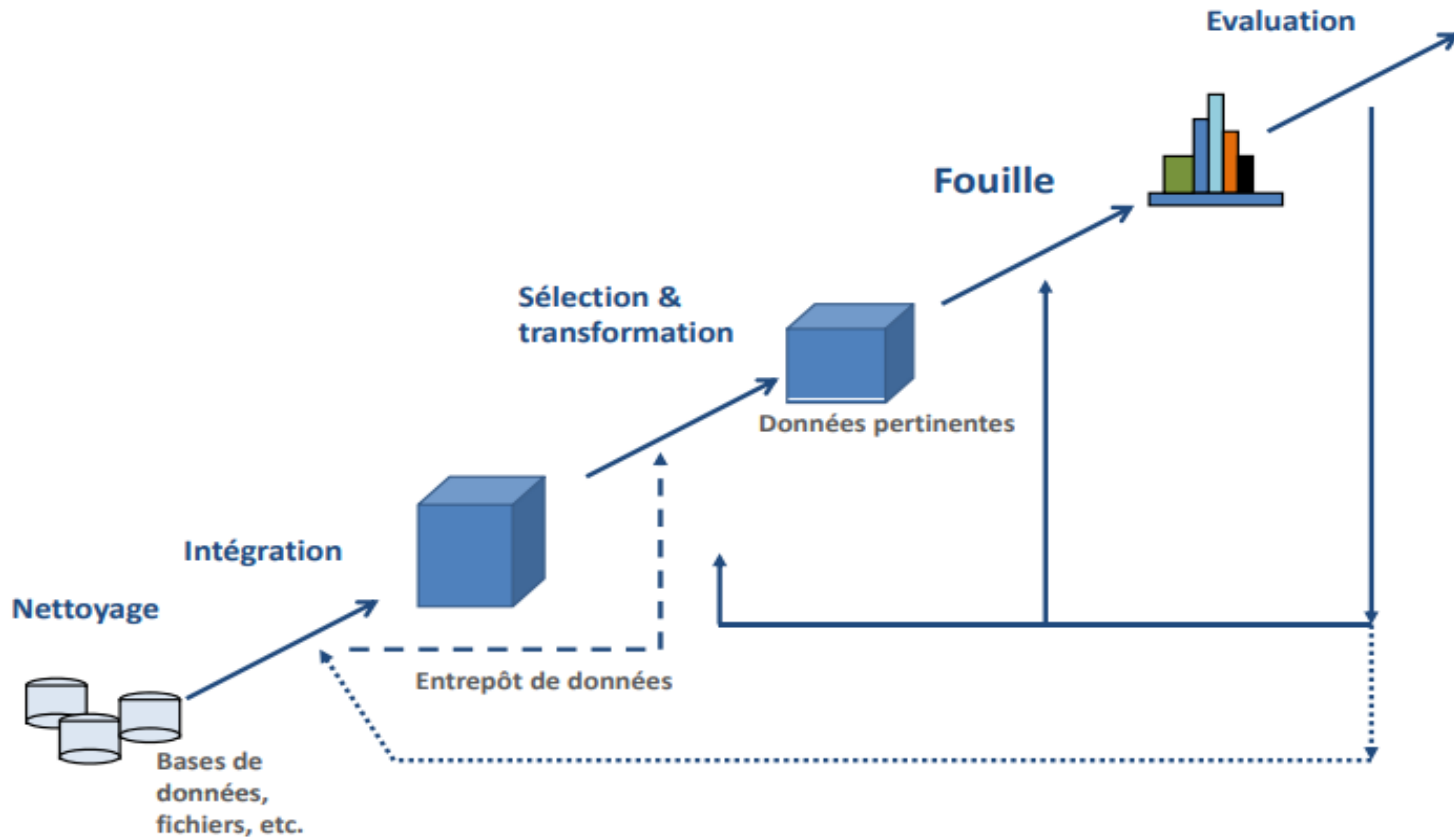 Evaluation
Fouille
Sélection &
transformation
Données pertinentes
Intégration
Nettoyage
Entrepôt de données
Bases de
données,
fichiers, etc.